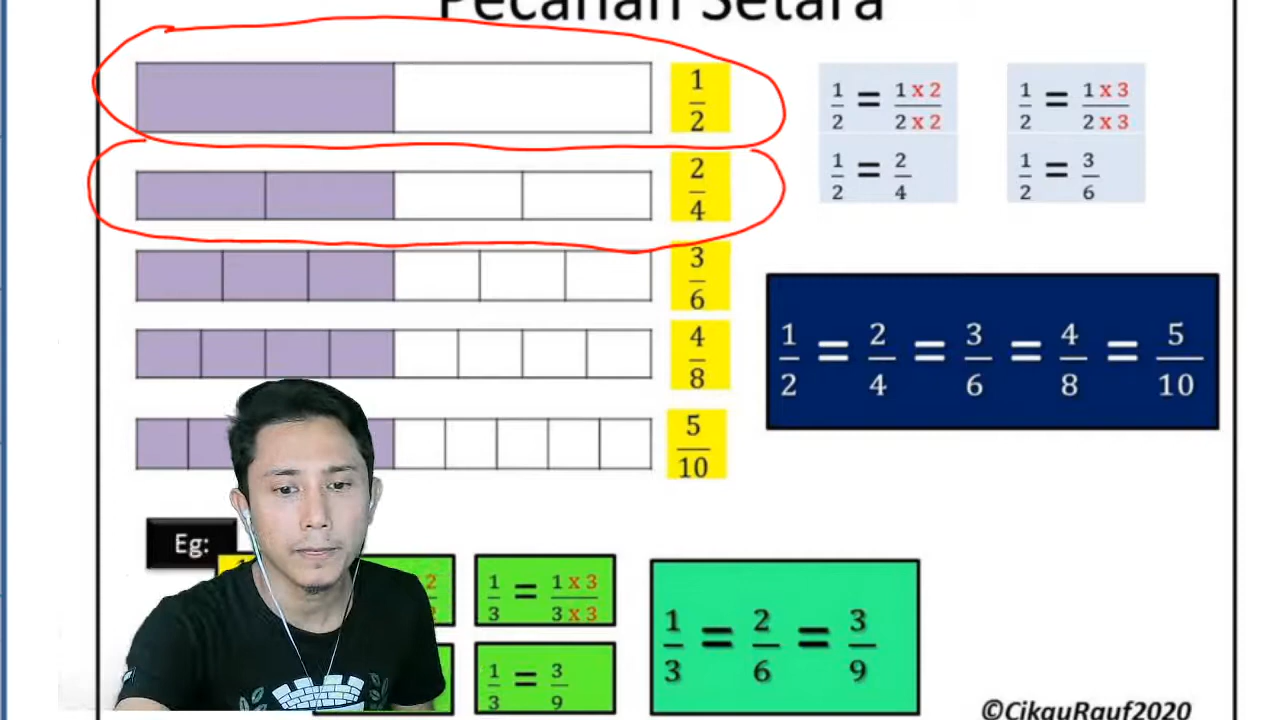 Pecahan Setara
1/2
2/4
3/6
4/8
5/10
1/2 = 1 x 2/2 x 2
1/2 = 2/4
1/2 = 1 x 3/2 x 3
1/2 = 3/6
1/2 = 2/4 = 3/6 = 4/8 = 5/10
Eg:
1/3 = 1 x 3/3 x 3
1/3 = 3/9
1/3 = 2/6 = 3/9
©CikguRauf2020